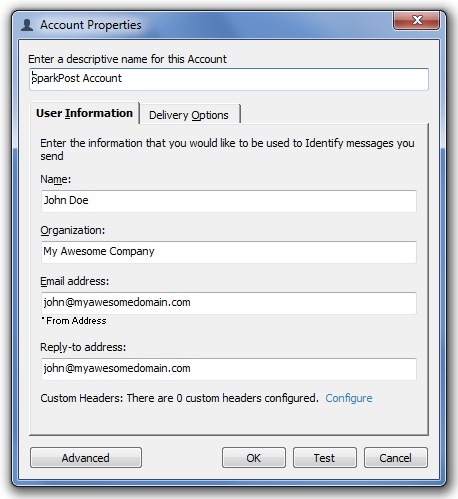 Account Properties
Enter a descriptive name for this Account
SparkPost Account
User Information
Delivery Options
Enter the information that you would like to be used to Identify messages you
send
Name:
John Doe
Organization:
My Awesome Company
Email address:
john@myawesomedomain.com
*From Address
Reply-to address:
john@myawesomedomain.com
Custom Headers: There are 0 custom headers configured. Configure
Advanced
OK
Test
Cancel